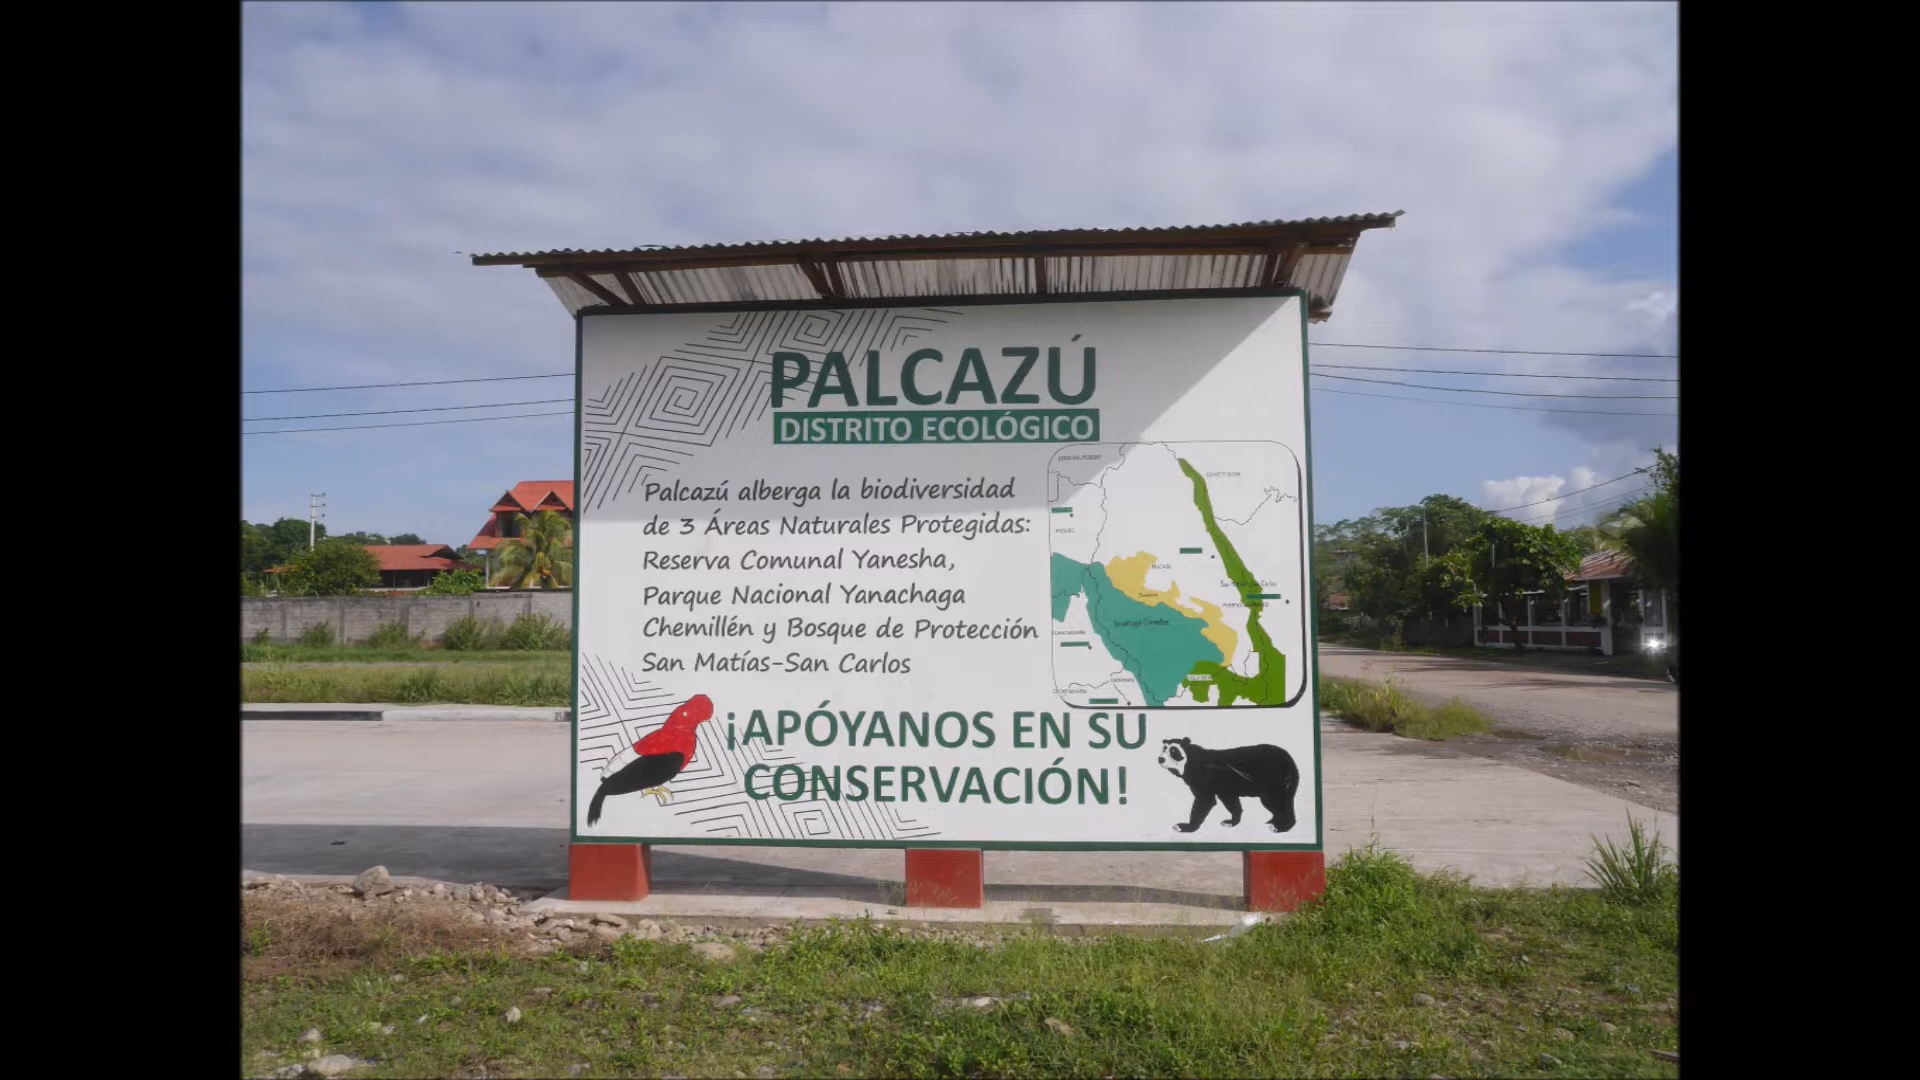 PALCAZÚ
DISTRITO ECOLÓGICO
Palcazú alberga la biodiversidad
de 3 Áreas Naturales Protegidas:
Reserva Comunal Yanesha,
Parque Nacional Yanachaga
Chemillén y Bosque de Protección
San Matías-San Carlos
¡APÓYANOS EN SU
CONSERVACIÓN!